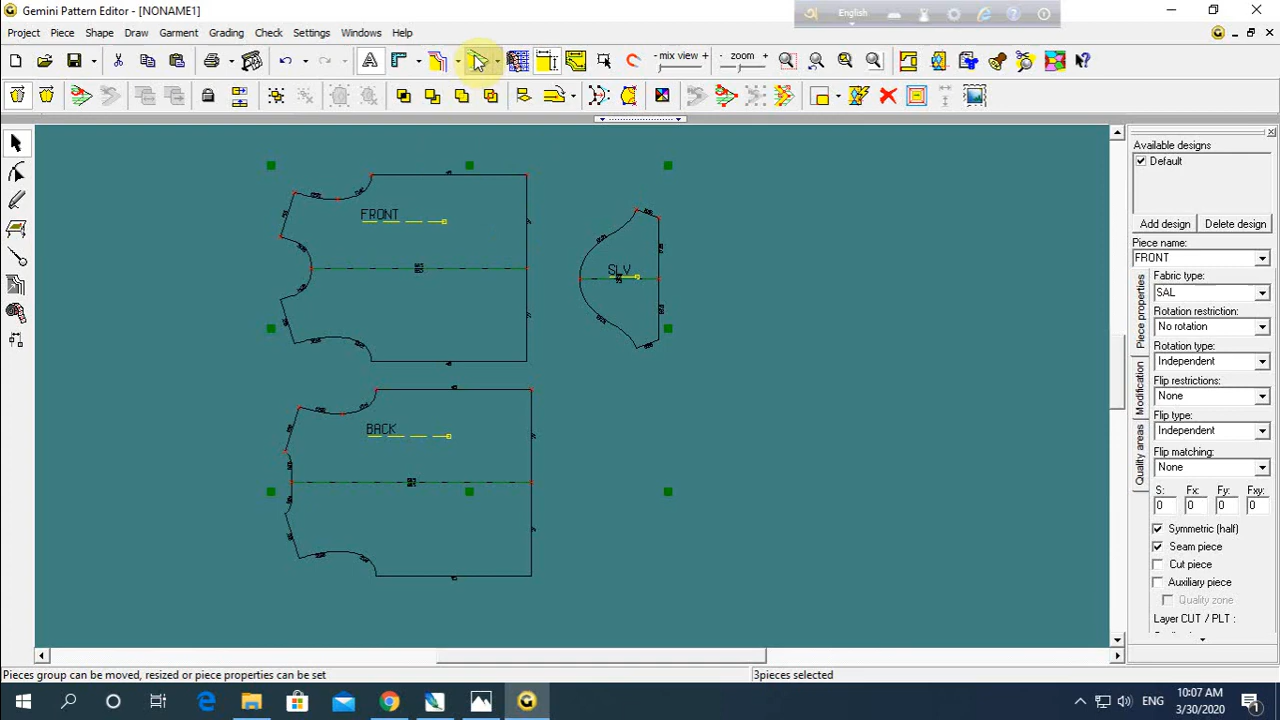 Gemini Pattern Editor - [NONAME1]
English
Project Piece Shape Draw Garment Grading Check Settings Windows Help
- mix view +
- zoom +
FRONT
SLV
BACK
Available designs
Default
Add design Delete design
Piece name:
FRONT
Fabric type:
SAL
Rotation restriction:
No rotation
Rotation type:
Independent
Flip restrictions:
None
Flip type:
Independent
Flip matching:
None
S: Fx: Fy: Fxy:
0 0 0 0
Symmetric (half)
Seam piece
Cut piece
Auxiliary piece
Quality zone
Layer CUT / PLT :
Piece properties
Modification
Quality areas
Pieces group can be moved, resized or piece properties can be set
3pieces selected
ENG
10:07 AM
3/30/2020